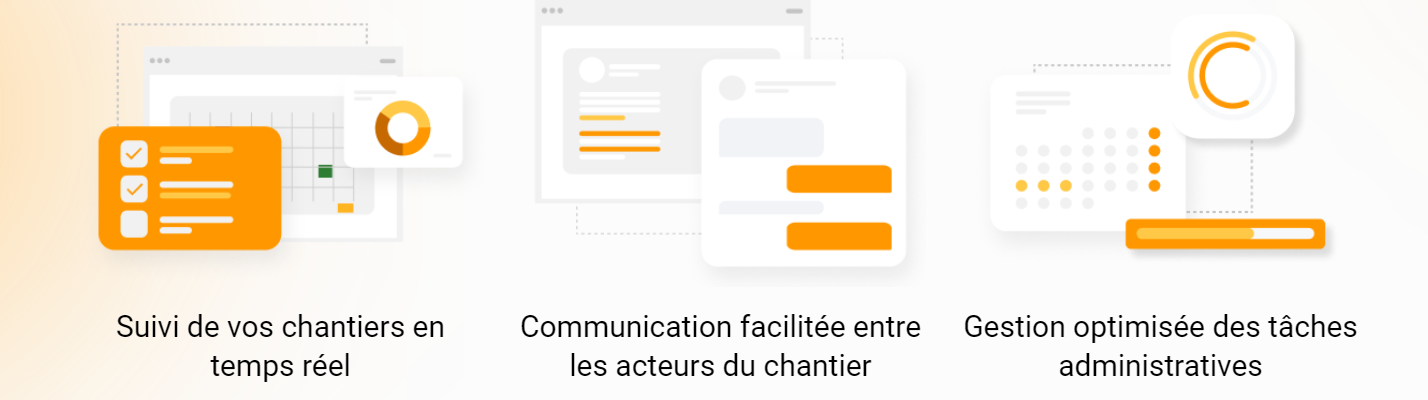 Suivi de vos chantiers en
temps réel
Communication facilitée entre
les acteurs du chantier
Gestion optimisée des tâches
administratives